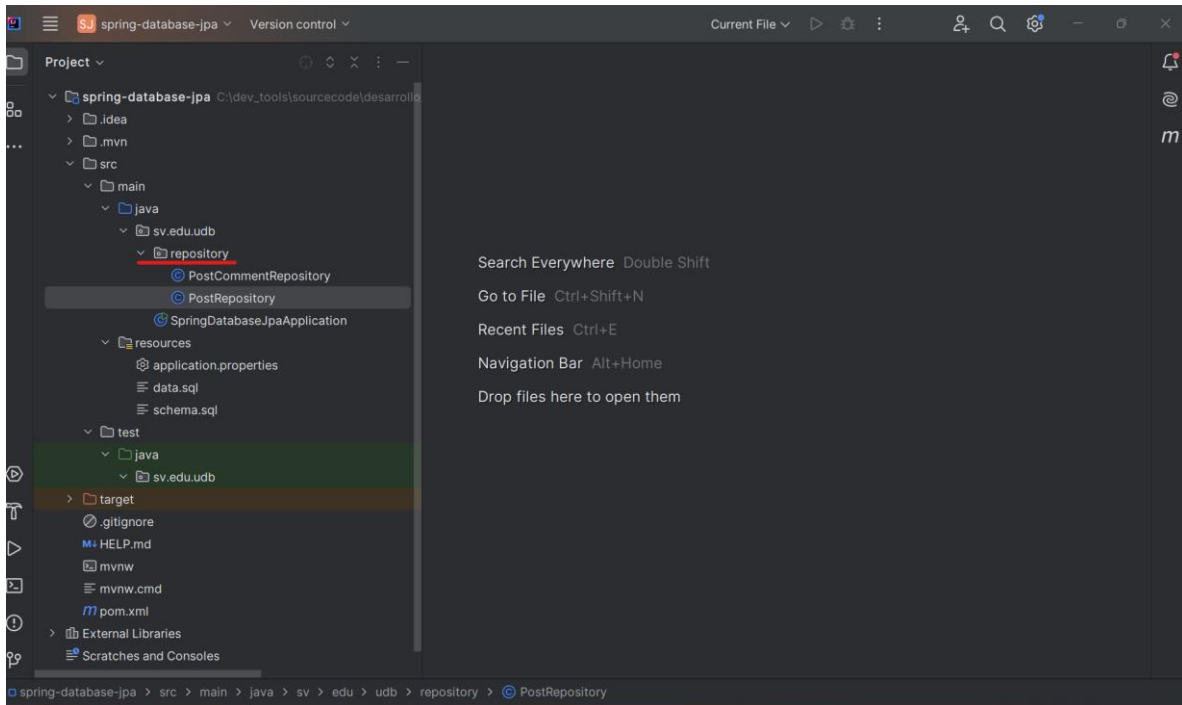 SJ spring-database-jpa Version control Current File
Project
spring-database-jpa C:\dev_tools\sourcecode\desarrollo
.idea
.mvn
src
main
java
sv.edu.udb
repository
PostCommentRepository
PostRepository
SpringDatabaseJpaApplication
resources
application.properties
data.sql
schema.sql
test
java
sv.edu.udb
target
.gitignore
M↓ HELP.md
mvnw
mvnw.cmd
m pom.xml
External Libraries
Scratches and Consoles
Search Everywhere Double Shift
Go to File Ctrl+Shift+N
Recent Files Ctrl+E
Navigation Bar Alt+Home
Drop files here to open them
m
spring-database-jpa > src > main > java > sv > edu > udb > repository > PostRepository